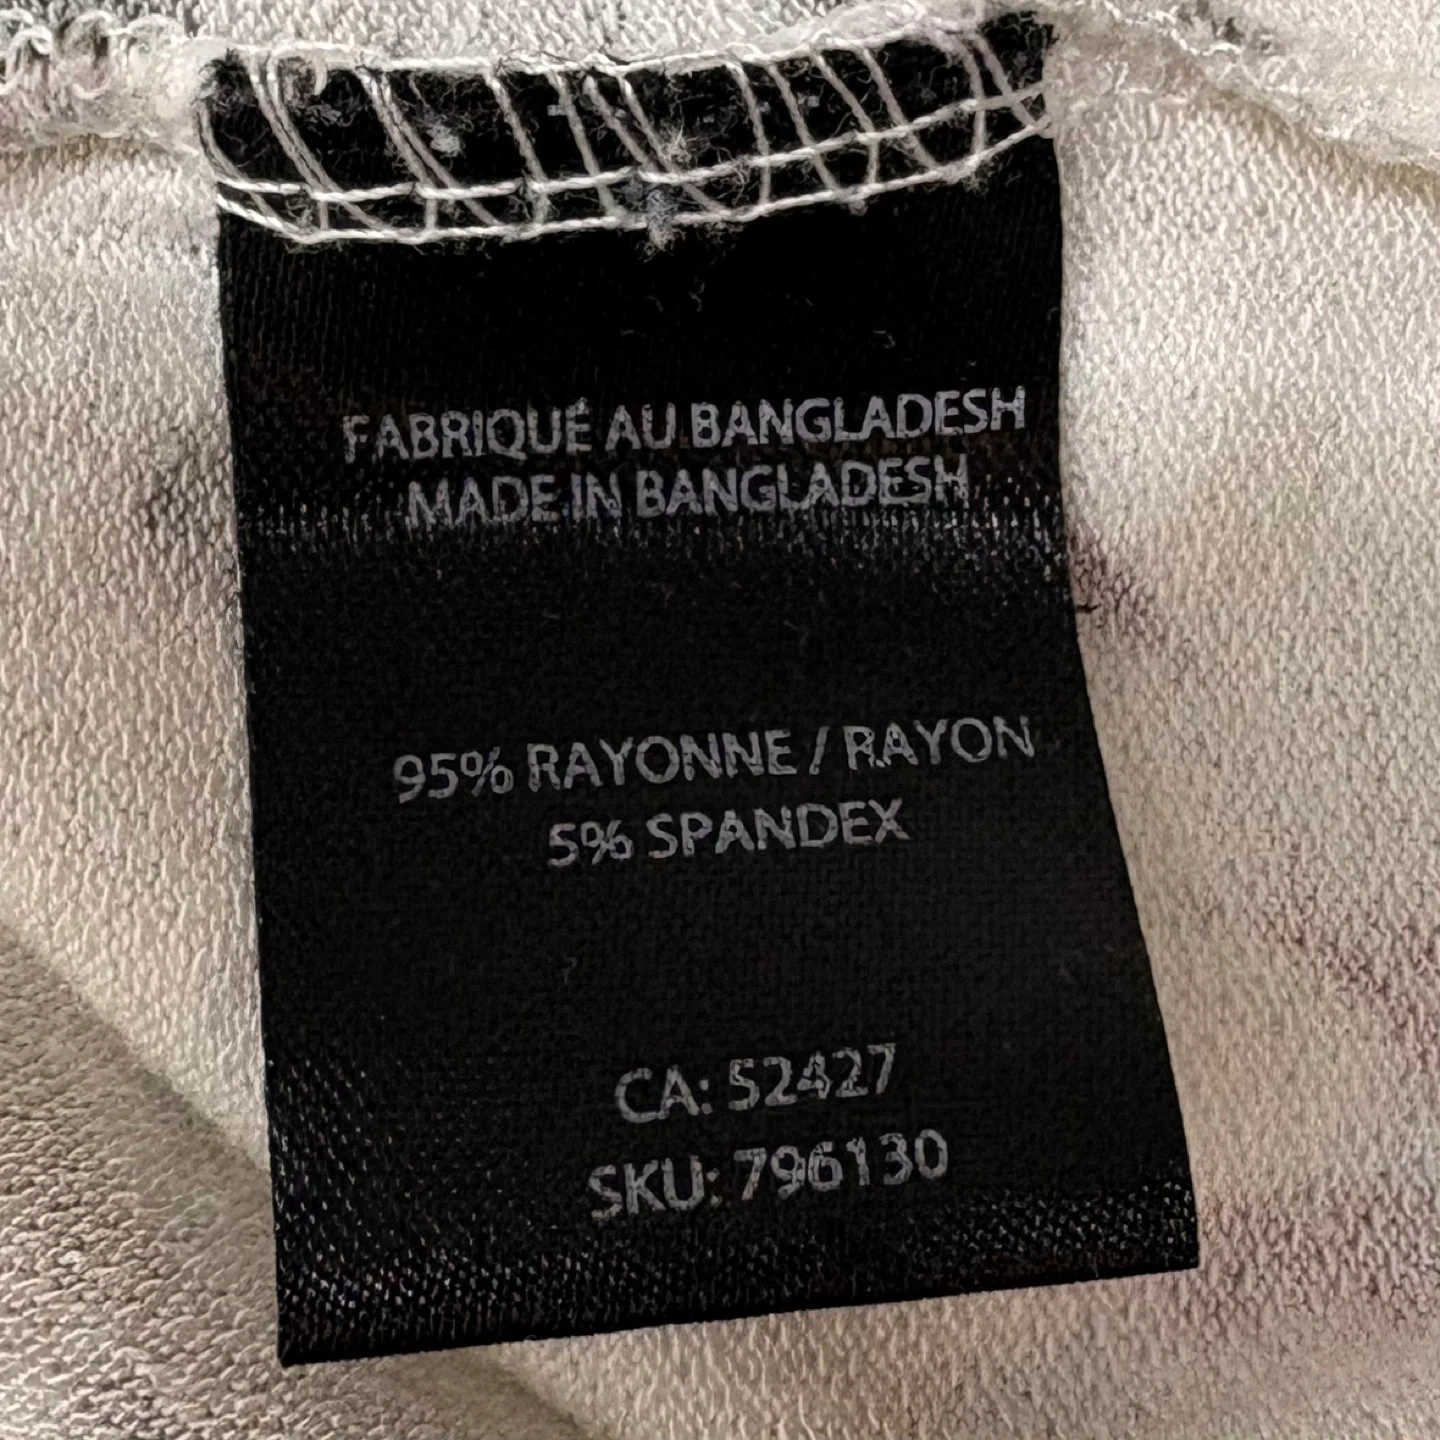 FABRIQUÉ AU BANGLADESH
MADE IN BANGLADESH
95% RAYONNE / RAYON
5% SPANDEX
CA: 52427
SKU: 796130